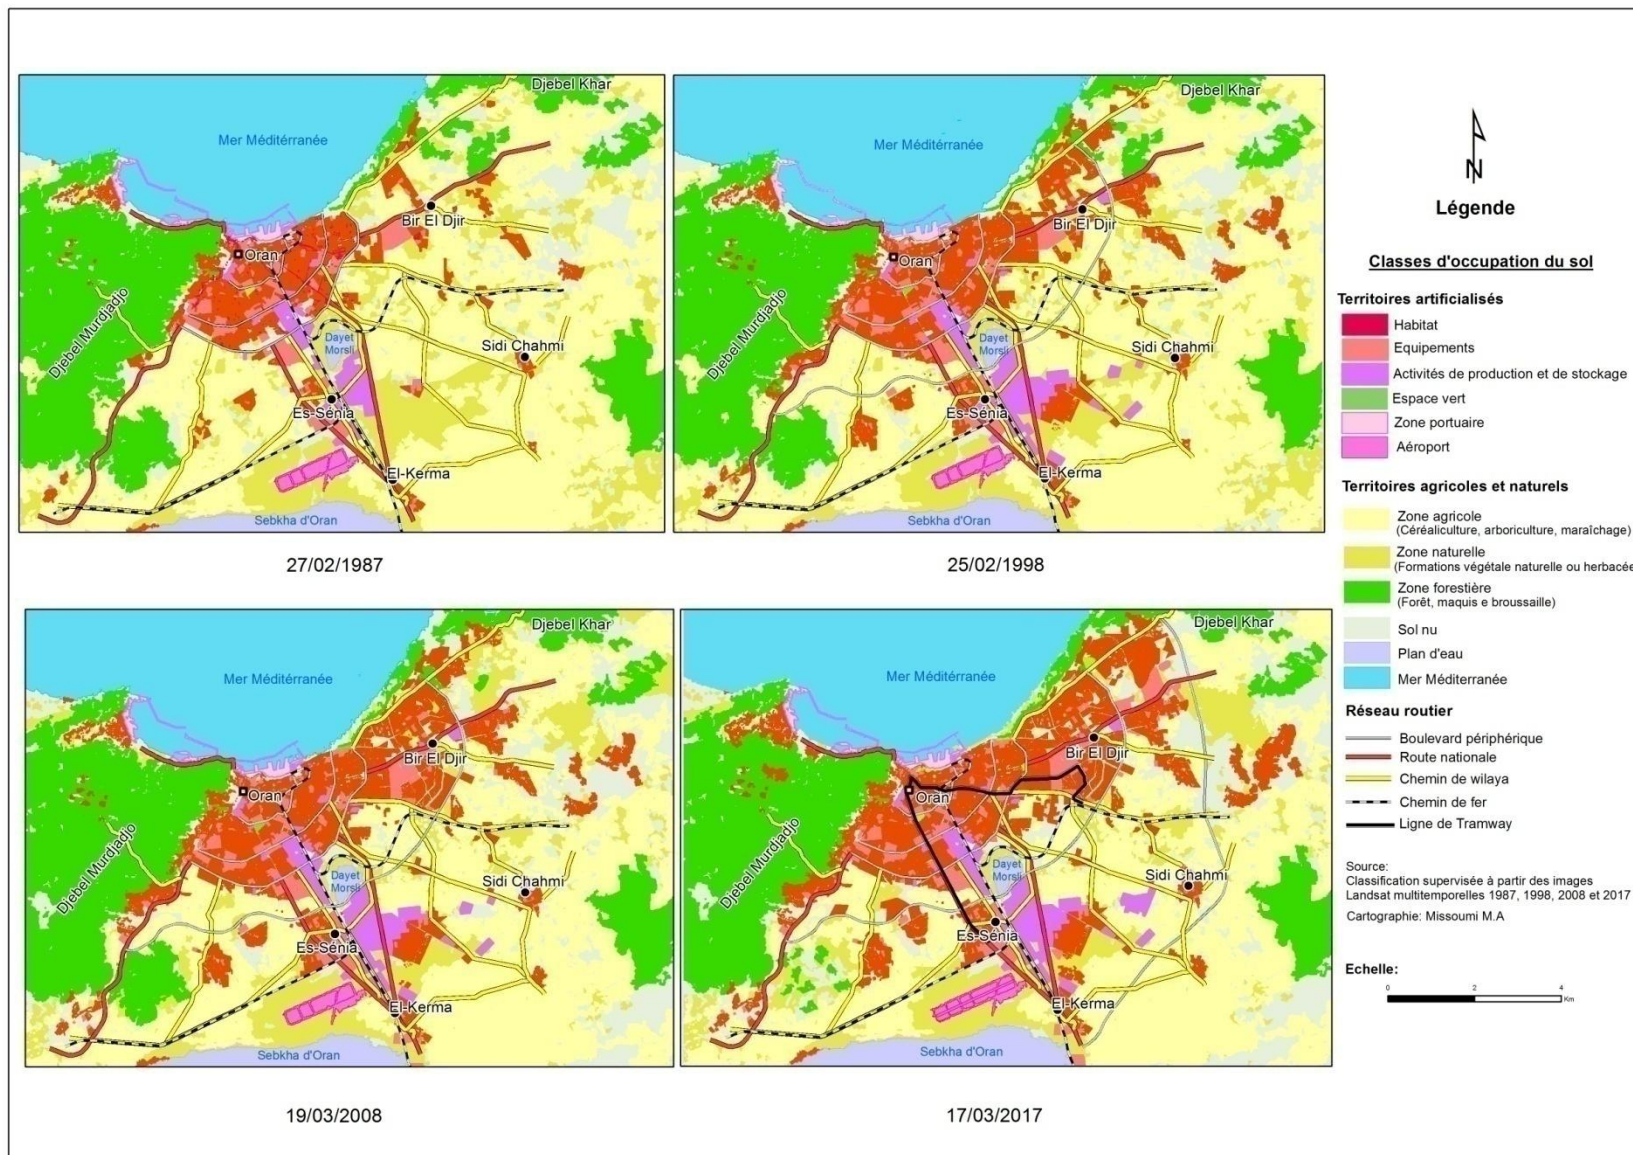 Djebel Khar
Mer Méditérranée
Bir El Djir
Oran
Djebel Murdjadjo
Dayet
Morsli
Sidi Chahmi
Es-Sénia
El-Kerma
Sebkha d'Oran
27/02/1987
Djebel Khar
Mer Méditérranée
Bir El Djir
Oran
Djebel Murdjadjo
Dayet
Morsli
Sidi Chahmi
Es-Sénia
El-Kerma
Sebkha d'Oran
25/02/1998
Djebel Khar
Mer Méditérranée
Bir El Djir
Oran
Djebel Murdjadjo
Dayet
Morsli
Sidi Chahmi
Es-Sénia
El-Kerma
Sebkha d'Oran
19/03/2008
Djebel Khar
Mer Méditérranée
Bir El Djir
Oran
Djebel Murdjadjo
Dayet
Morsli
Sidi Chahmi
Es-Sénia
El-Kerma
Sebkha d'Oran
17/03/2017
N
Légende
Classes d'occupation du sol
Territoires artificialisés
Habitat
Equipements
Activités de production et de stockage
Espace vert
Zone portuaire
Aéroport
Territoires agricoles et naturels
Zone agricole
(Céréaliculture, arboriculture, maraîchage)
Zone naturelle
(Formations végétale naturelle ou herbacée
Zone forestière
(Forêt, maquis e broussaille)
Sol nu
Plan d'eau
Mer Méditerranée
Réseau routier
Boulevard périphérique
Route nationale
Chemin de wilaya
Chemin de fer
Ligne de Tramway
Source:
Classification supervisée à partir des images
Landsat multitemporelles 1987, 1998, 2008 et 2017
Cartographie: Missoumi M.A
Echelle:
0 2 4
Km